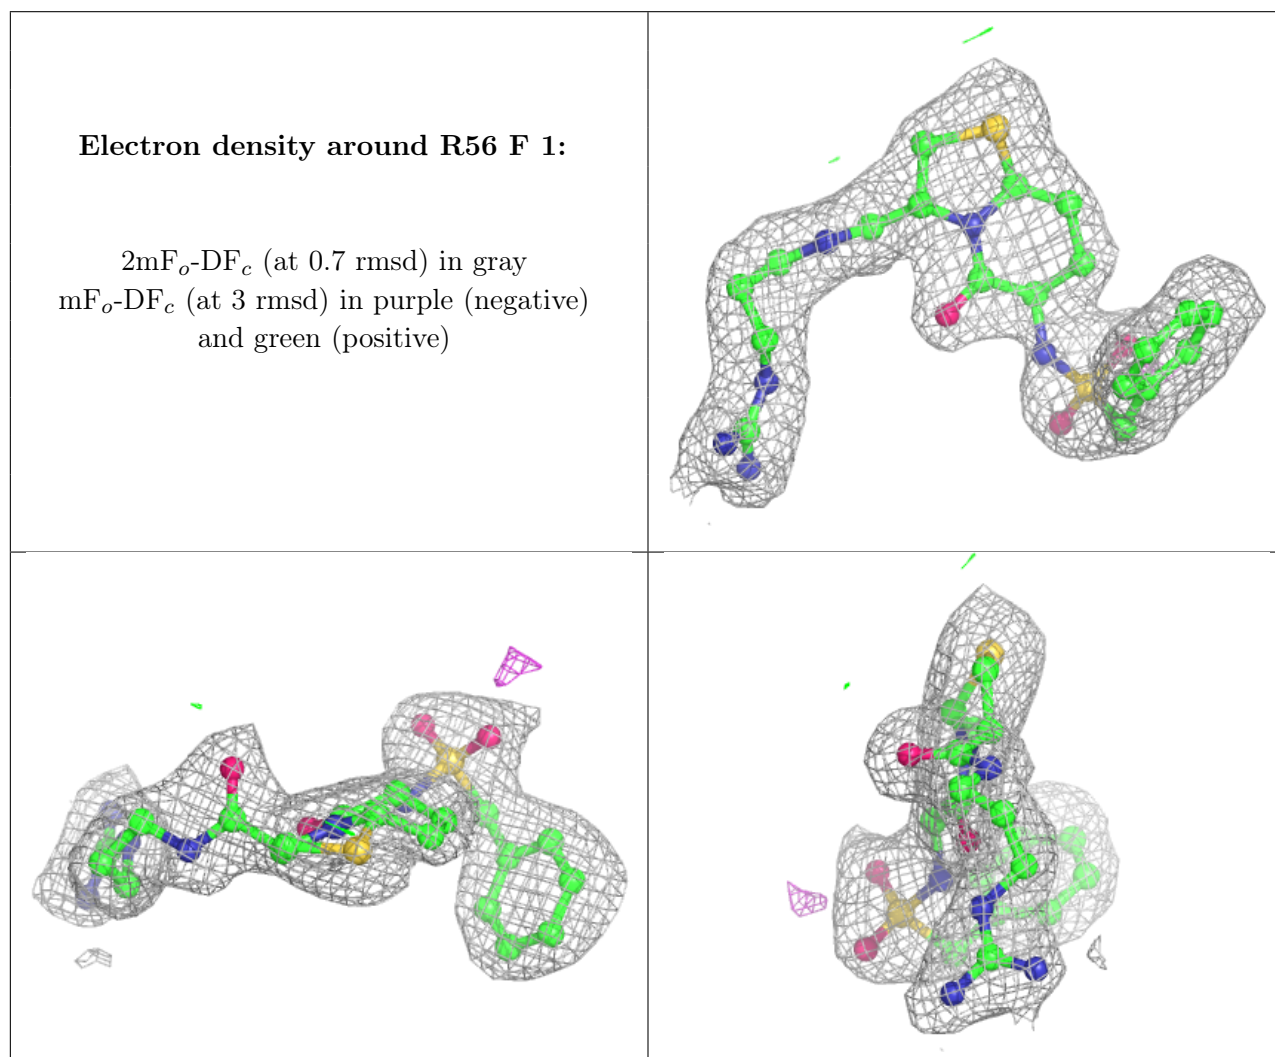 Electron density around R56 F 1:
2mFo-DFc (at 0.7 rmsd) in gray
mFo-DFc (at 3 rmsd) in purple (negative)
and green (positive)